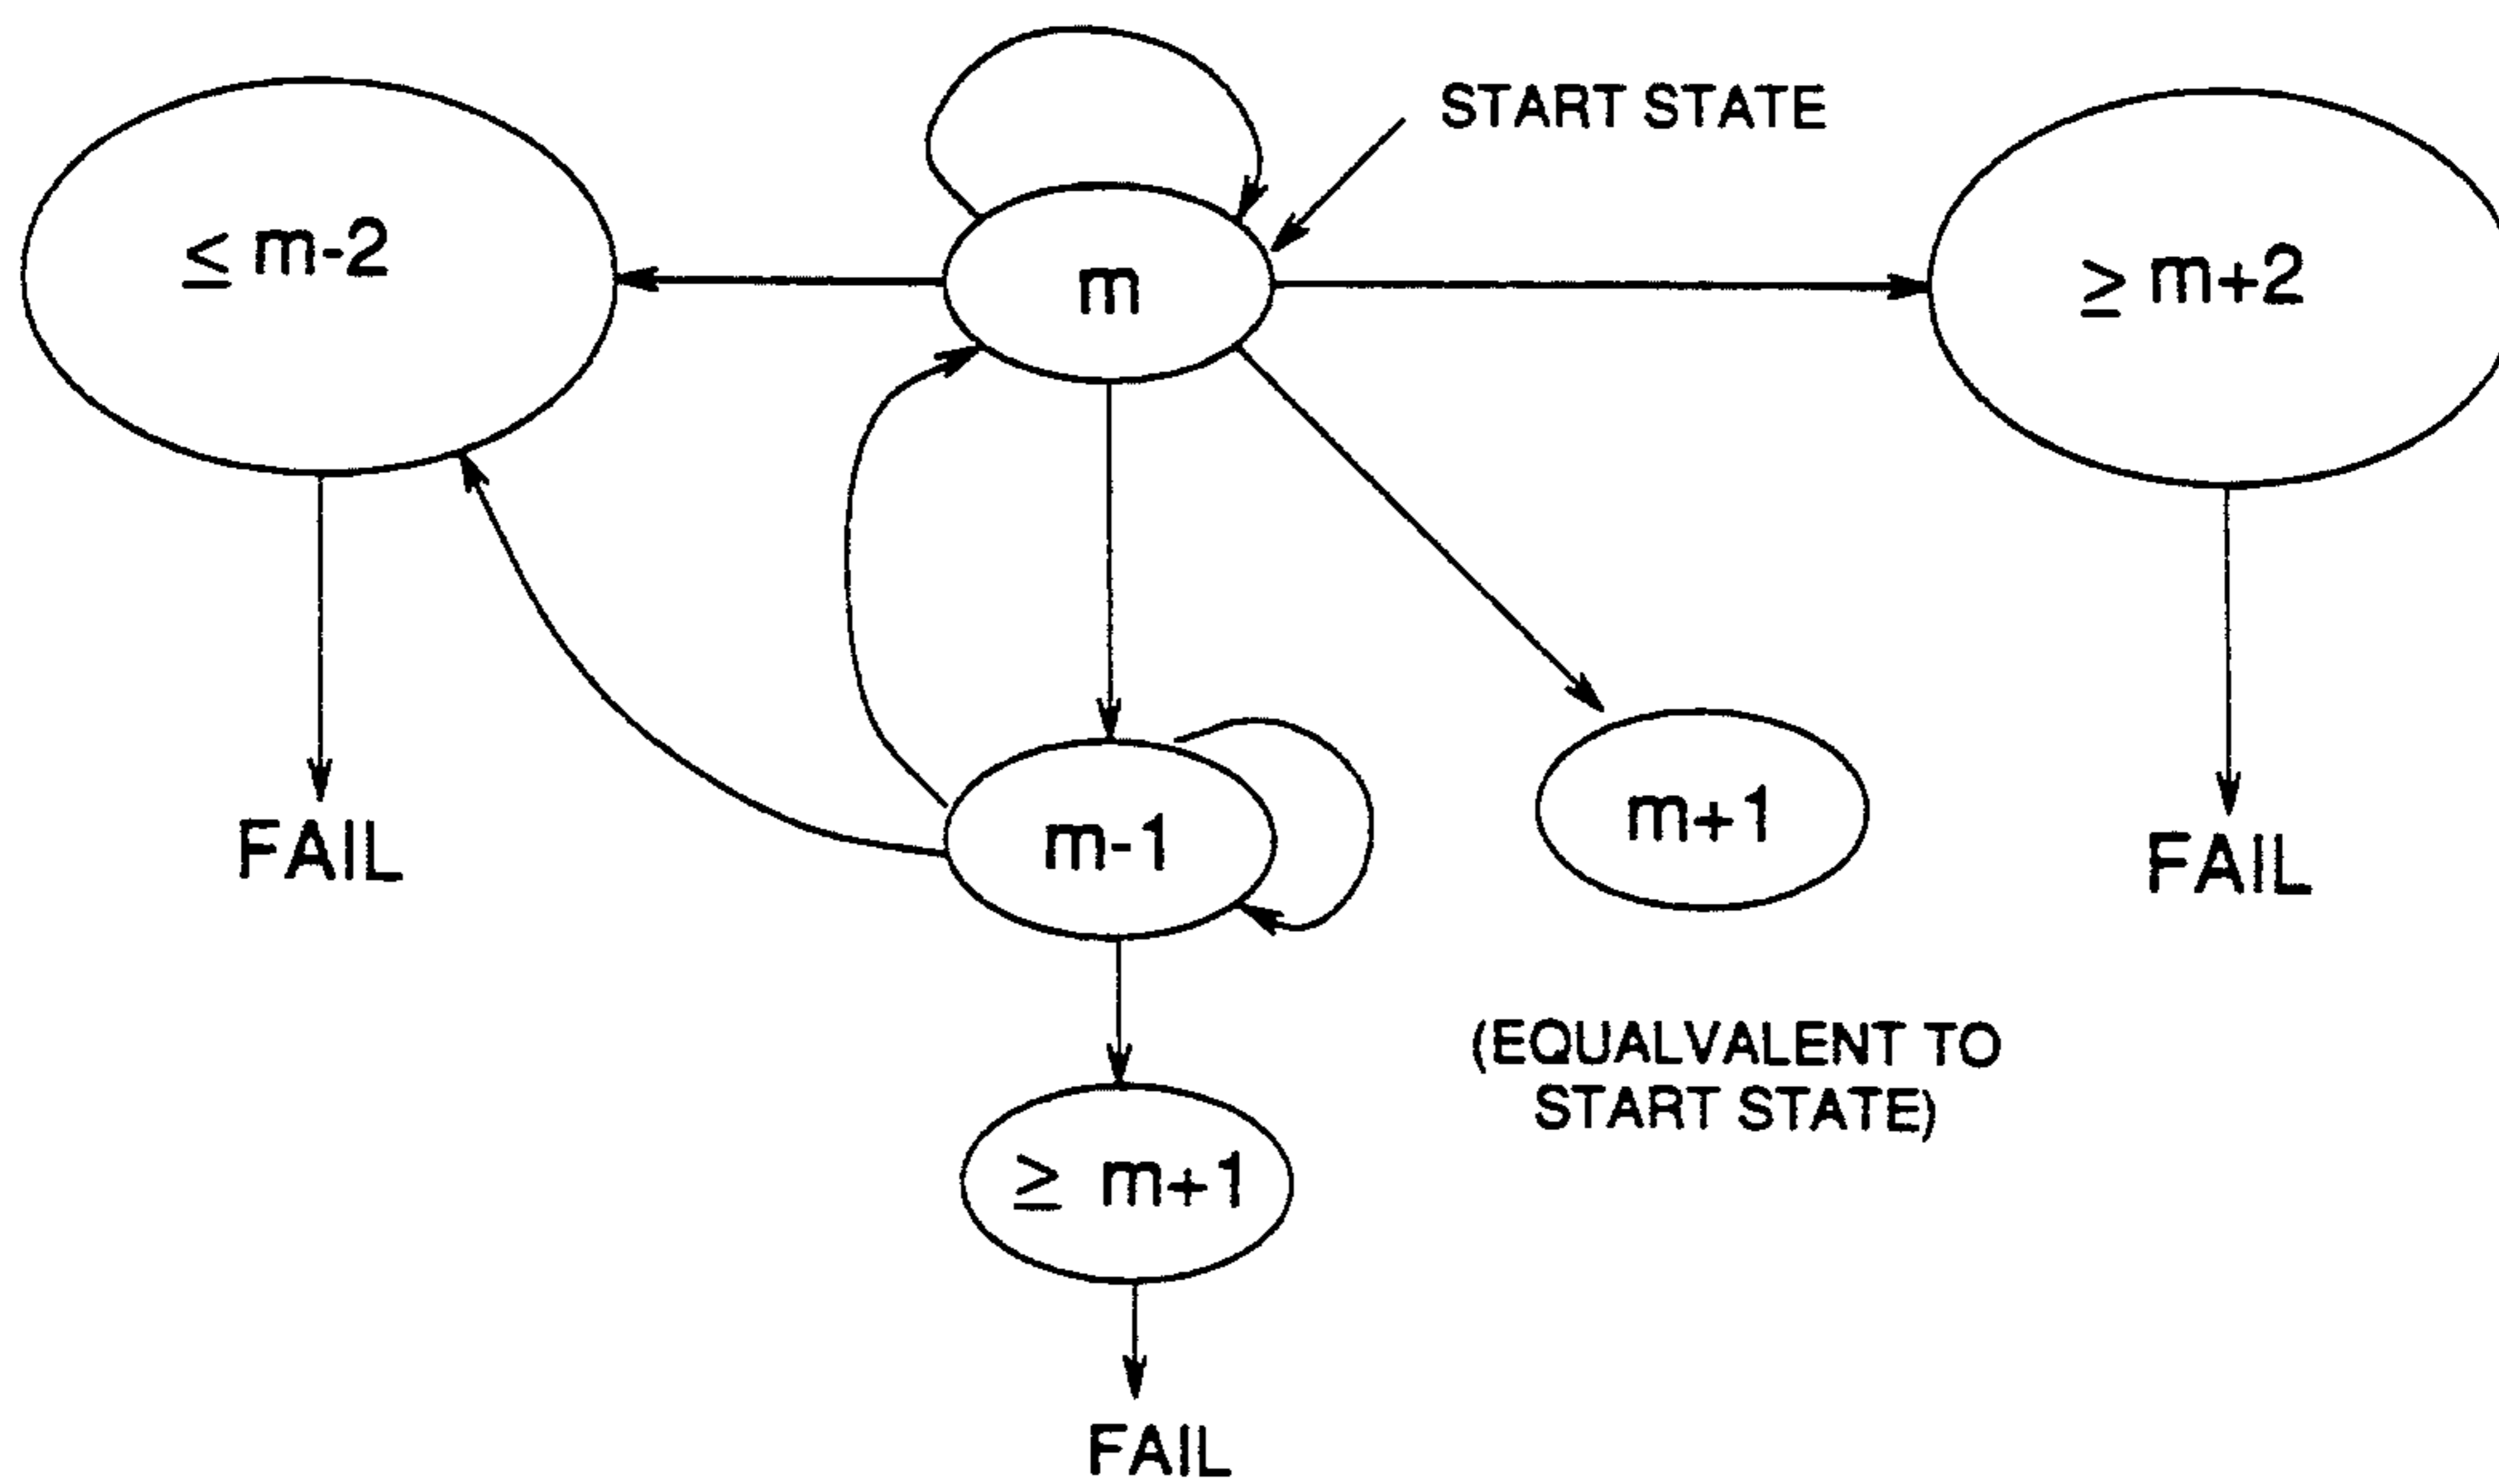 START STATE
≤ m-2
m
≥ m+2
m-1
m+1
FAIL
FAIL
(EQUALVALENT TO
START STATE)
≥ m+1
FAIL